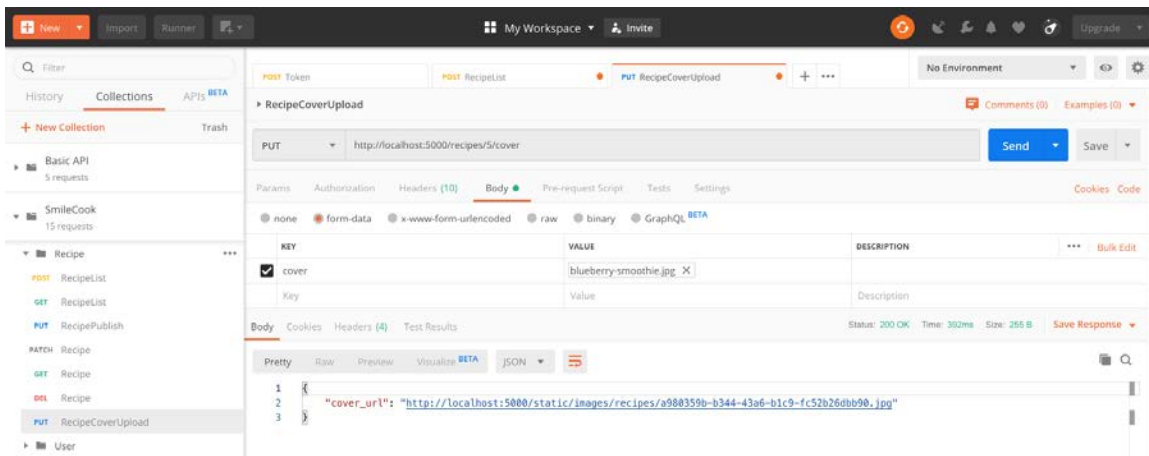 New Import Runner My Workspace Invite Upgrade
Filter
History Collections APIs BETA
+ New Collection Trash
Basic API
5 requests
SmileCook
15 requests
Recipe
POST RecipeList
GET RecipeList
PUT RecipePublish
PATCH Recipe
GET Recipe
DEL Recipe
PUT RecipeCoverUpload
User
POST Token POST RecipeList PUT RecipeCoverUpload + ••• No Environment
RecipeCoverUpload Comments (0) Examples (0)
PUT http://localhost:5000/recipes/5/cover Send Save
Params Authorization Headers (10) Body Pre-request Script Tests Settings Cookies Code
none form-data x-www-form-urlencoded raw binary GraphQL BETA
KEY VALUE DESCRIPTION ••• Bulk Edit
cover blueberry-smoothie.jpg X
Key Value Description
Body Cookies Headers (4) Test Results Status: 200 OK Time: 392ms Size: 255 B Save Response
Pretty Raw Preview Visualize BETA JSON
1 {
2 "cover_url": "http://localhost:5000/static/images/recipes/a980359b-b344-43a6-b1c9-fc52b26dbb90.jpg"
3 }